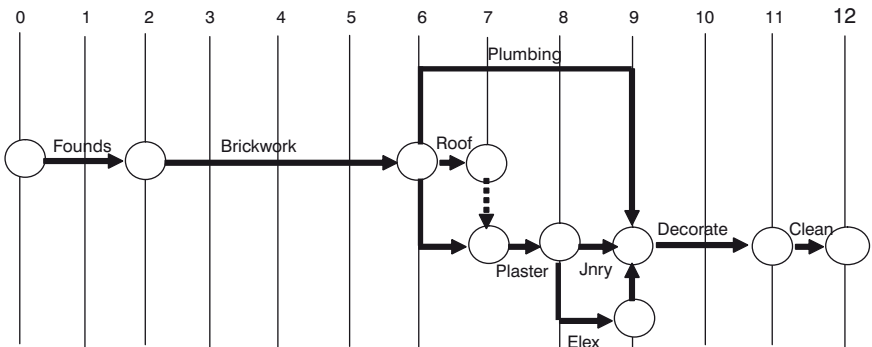 0 1 2 3 4 5 6 7 8 9 10 11 12
Plumbing
Founds Brickwork Roof
Decorate Clean
Plaster Jnry
Elex